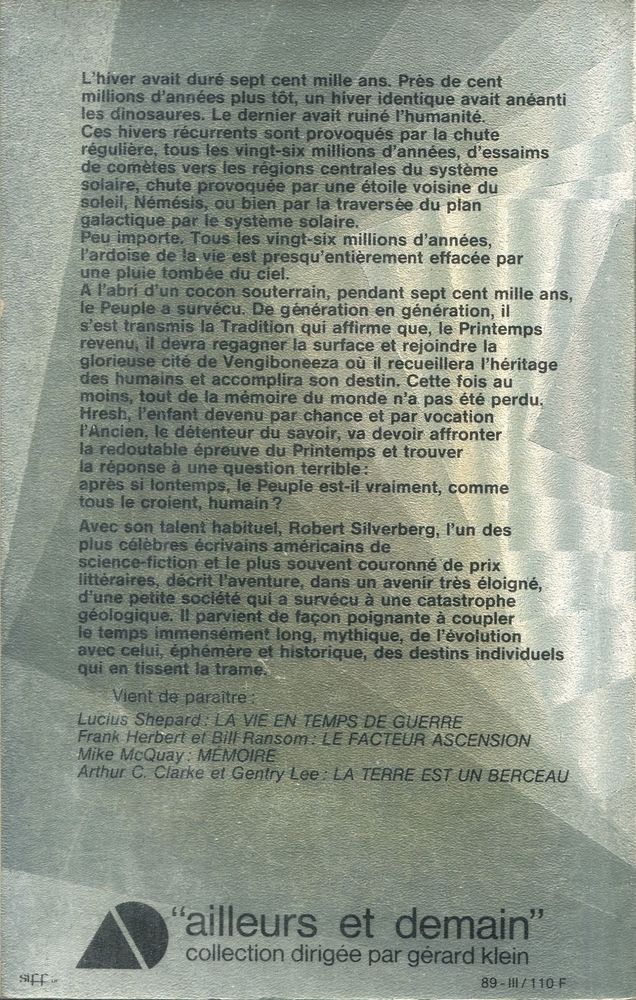 L'hiver avait duré sept cent mille ans. Près de cent
millions d'années plus tôt, un hiver identique avait anéanti
les dinosaures. Le dernier avait ruiné l'humanité.
Ces hivers récurrents sont provoqués par la chute
régulière, tous les vingt-six millions d'années, d'essaims
de comètes vers les régions centrales du système
solaire, chute provoquée par une étoile voisine du
soleil, Némésis, ou bien par la traversée du plan
galactique par le système solaire.
Peu importe. Tous les vingt-six millions d'années,
l'ardoise de la vie est presqu'entièrement effacée par
une pluie tombée du ciel.
A l'abri d'un cocon souterrain, pendant sept cent mille ans,
le Peuple a survécu. De génération en génération, il
s'est transmis la Tradition qui affirme que, le Printemps
revenu, il devra regagner la surface et rejoindre la
glorieuse cité de Vengiboneeza où il recueillera l'héritage
des humains et accomplira son destin. Cette fois au
moins, tout de la mémoire du monde n'a pas été perdu.
Hresh, l'enfant devenu par chance et par vocation
l'Ancien, le détenteur du savoir, va devoir affronter
la redoutable épreuve du Printemps et trouver
la réponse à une question terrible :
après si lontemps, le Peuple est-il vraiment, comme
tous le croient, humain ?
Avec son talent habituel, Robert Silverberg, l'un des
plus célèbres écrivains américains de
science-fiction et le plus souvent couronné de prix
littéraires, décrit l'aventure, dans un avenir très éloigné,
d'une petite société qui a survécu à une catastrophe
géologique. Il parvient de façon poignante à coupler
le temps immensément long, mythique, de l'évolution
avec celui, éphémère et historique, des destins individuels
qui en tissent la trame.
Vient de paraître :
Lucius Shepard : LA VIE EN TEMPS DE GUERRE
Frank Herbert et Bill Ransom : LE FACTEUR ASCENSION
Mike McQuay : MÉMOIRE
Arthur C. Clarke et Gentry Lee : LA TERRE EST UN BERCEAU
"ailleurs et demain"
collection dirigée par gérard klein
89 - III / 110 F